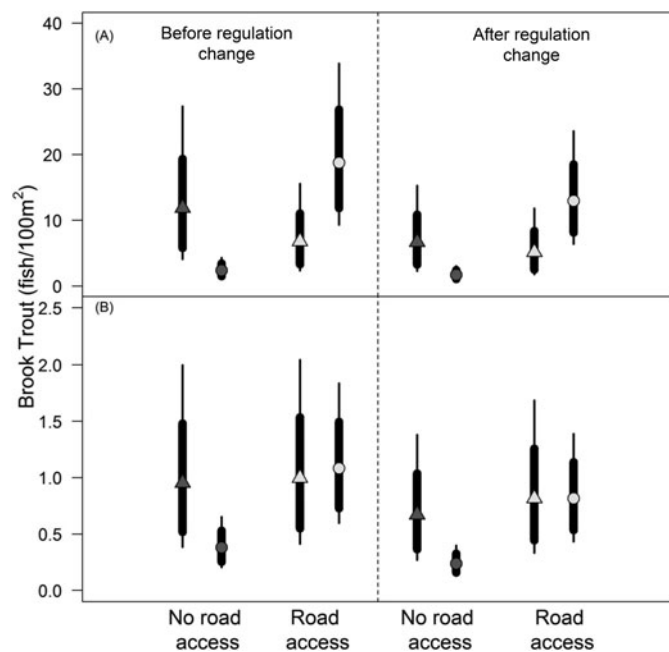 (A)
Before regulation
change
After regulation
change
40
30
20
10
0
Brook Trout (fish/100m²)
(B)
2.5
2.0
1.5
1.0
0.5
0.0
No road
access
Road
access
No road
access
Road
access